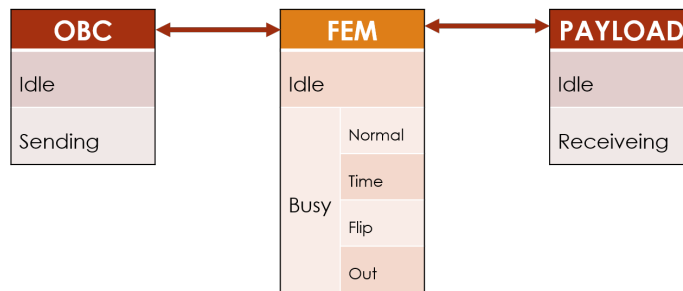 OBC
Idle
Sending
FEM
Idle
Busy
Normal
Time
Flip
Out
PAYLOAD
Idle
Receiveing